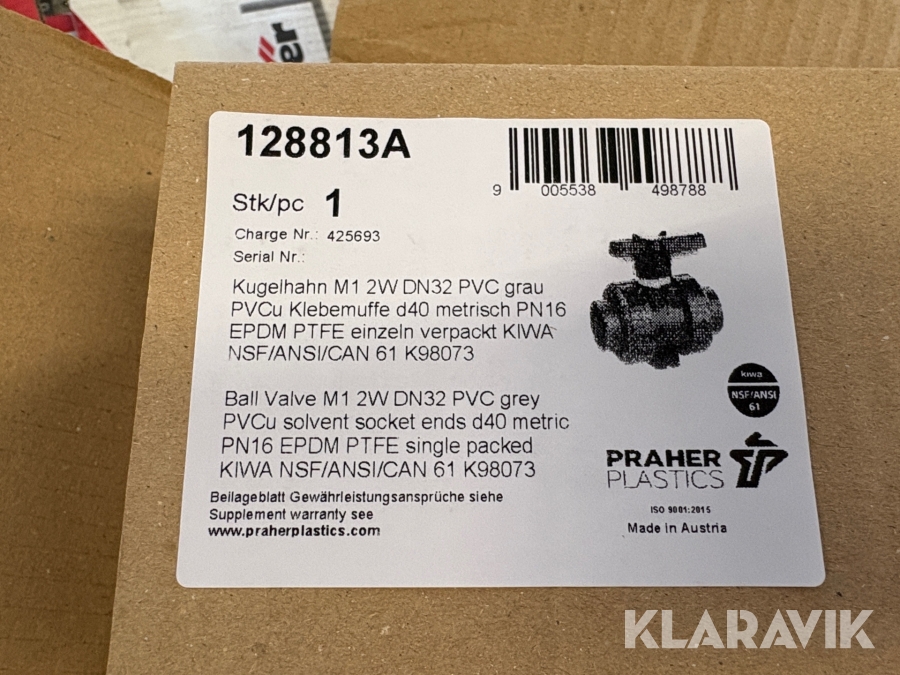 128813A
9 005538 498788
Stk/pc 1
Charge Nr.: 425693
Serial Nr.:
Kugelhahn M1 2W DN32 PVC grau
PVCu Klebemuffe d40 metrisch PN16
EPDM PTFE einzeln verpackt KIWA
NSF/ANSI/CAN 61 K98073
kiwa
NSF/ANSI
61
Ball Valve M1 2W DN32 PVC grey
PVCu solvent socket ends d40 metric
PN16 EPDM PTFE single packed
KIWA NSF/ANSI/CAN 61 K98073
PRAHER
PLASTICS
Beilageblatt Gewährleistungsansprüche siehe
Supplement warranty see
www.praherplastics.com
ISO 9001:2015
Made in Austria
KLARAVIK